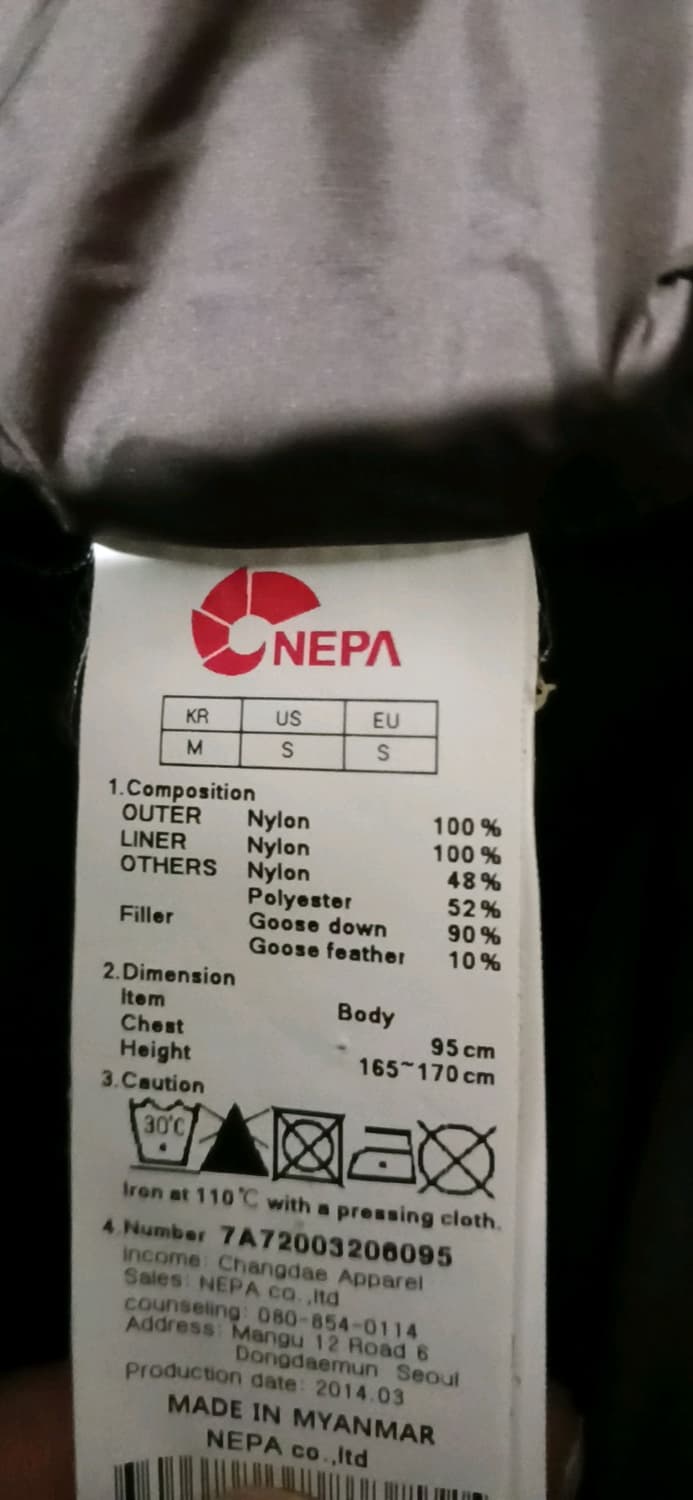 NEPA
KR US EU
M S S
1.Composition
OUTER Nylon 100%
LINER Nylon 100%
OTHERS Nylon 48%
Polyester 52%
Filler Goose down 90%
Goose feather 10%
2.Dimension
Item Body
Chest 95cm
Height 165~170cm
3.Caution
30℃
Iron at 110℃ with a pressing cloth.
4.Number 7A72003206095
Income: Changdae Apparel
Sales: NEPA co.,ltd
counseling: 080-854-0114
Address: Mangu 12 Road 6
Dongdaemun Seoul
Production date: 2014.03
MADE IN MYANMAR
NEPA co.,ltd